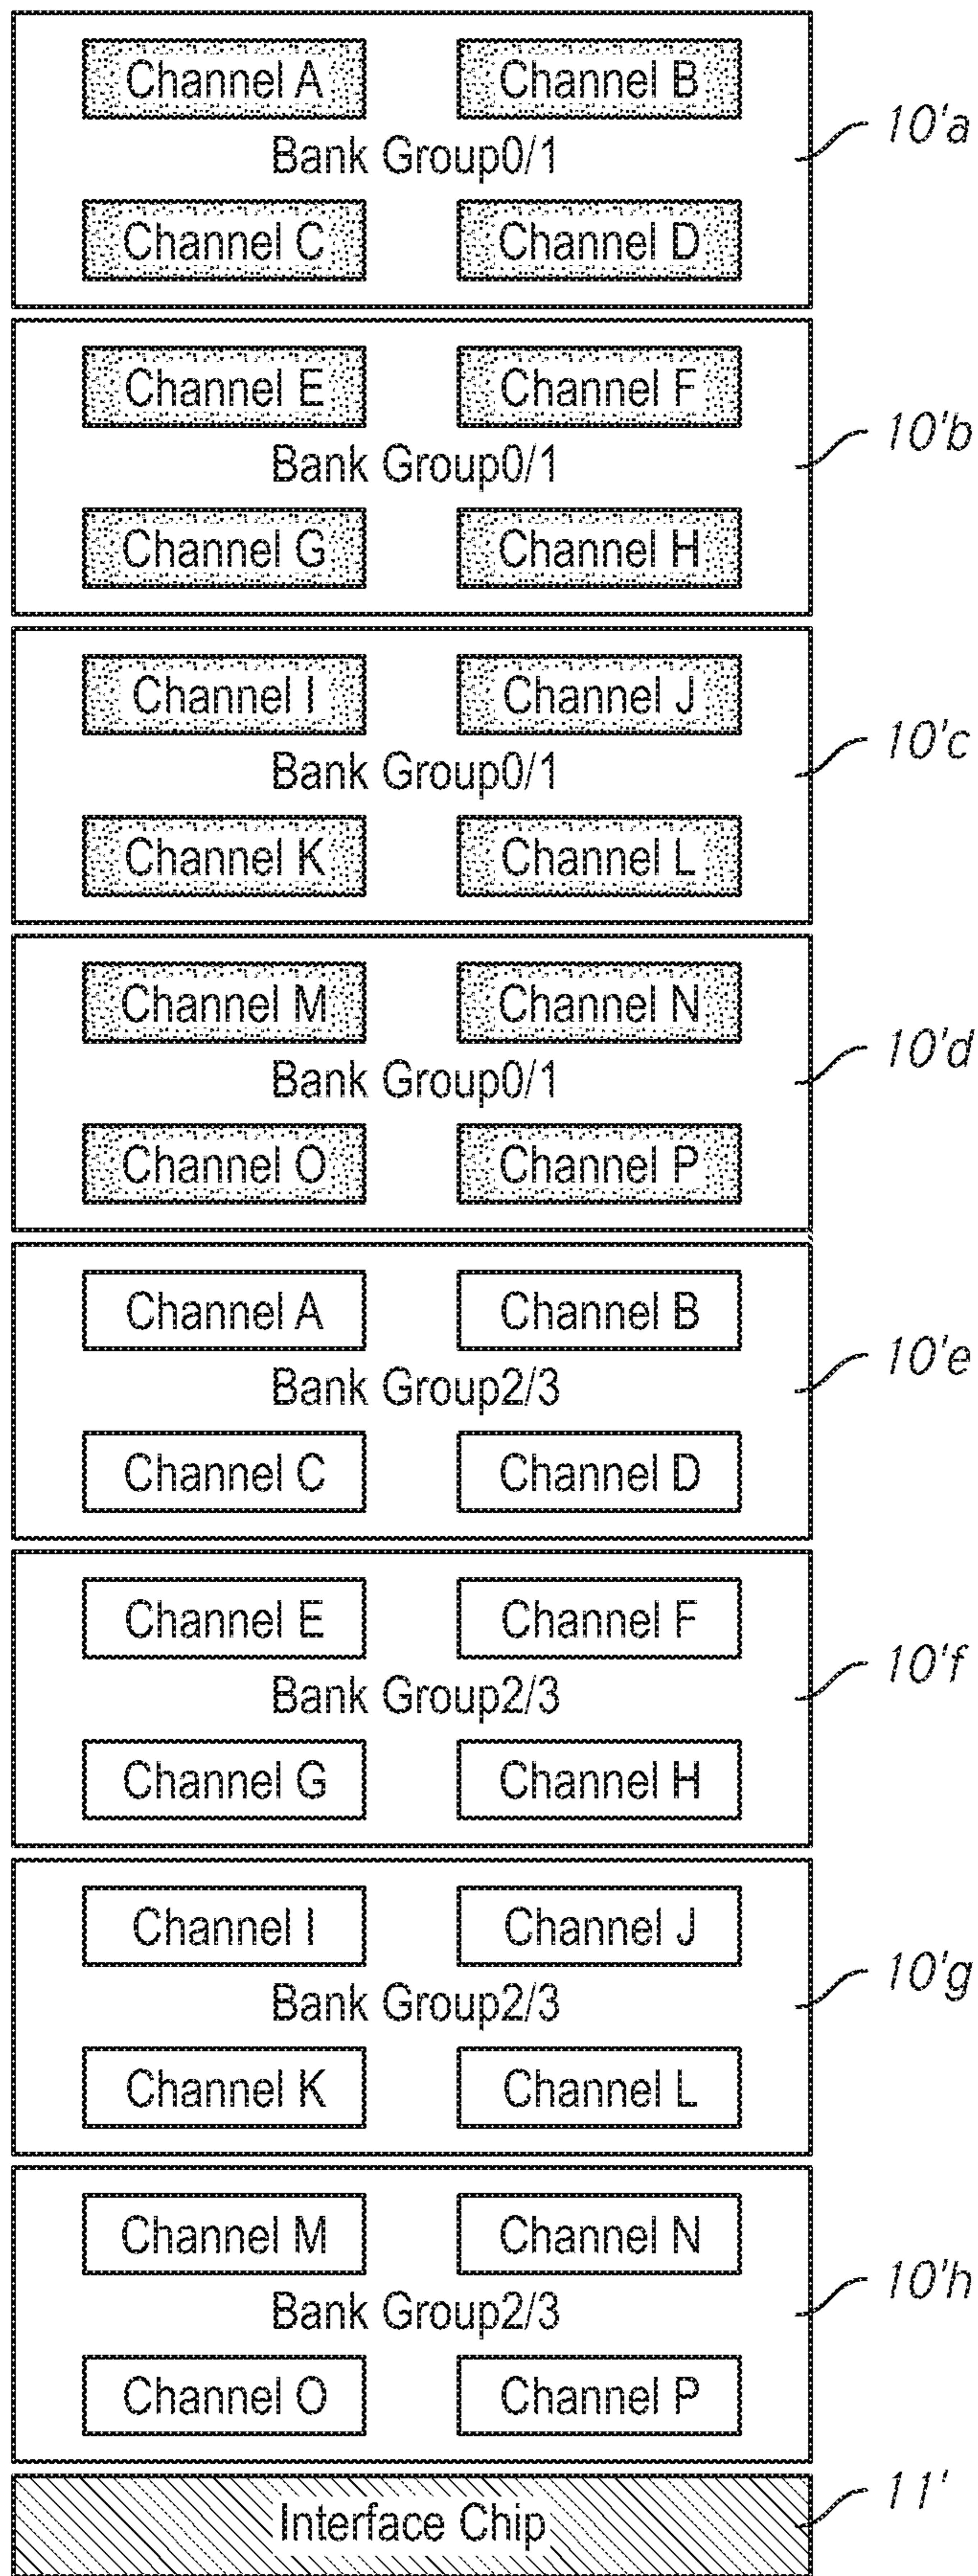 Channel A Channel B
10'a
Bank Group0/1
Channel C Channel D
Channel E Channel F
10'b
Bank Group0/1
Channel G Channel H
Channel I Channel J
10'c
Bank Group0/1
Channel K Channel L
Channel M Channel N
10'd
Bank Group0/1
Channel O Channel P
Channel A Channel B
10'e
Bank Group2/3
Channel C Channel D
Channel E Channel F
10'f
Bank Group2/3
Channel G Channel H
Channel I Channel J
10'g
Bank Group2/3
Channel K Channel L
Channel M Channel N
10'h
Bank Group2/3
Channel O Channel P
11'
Interface Chip